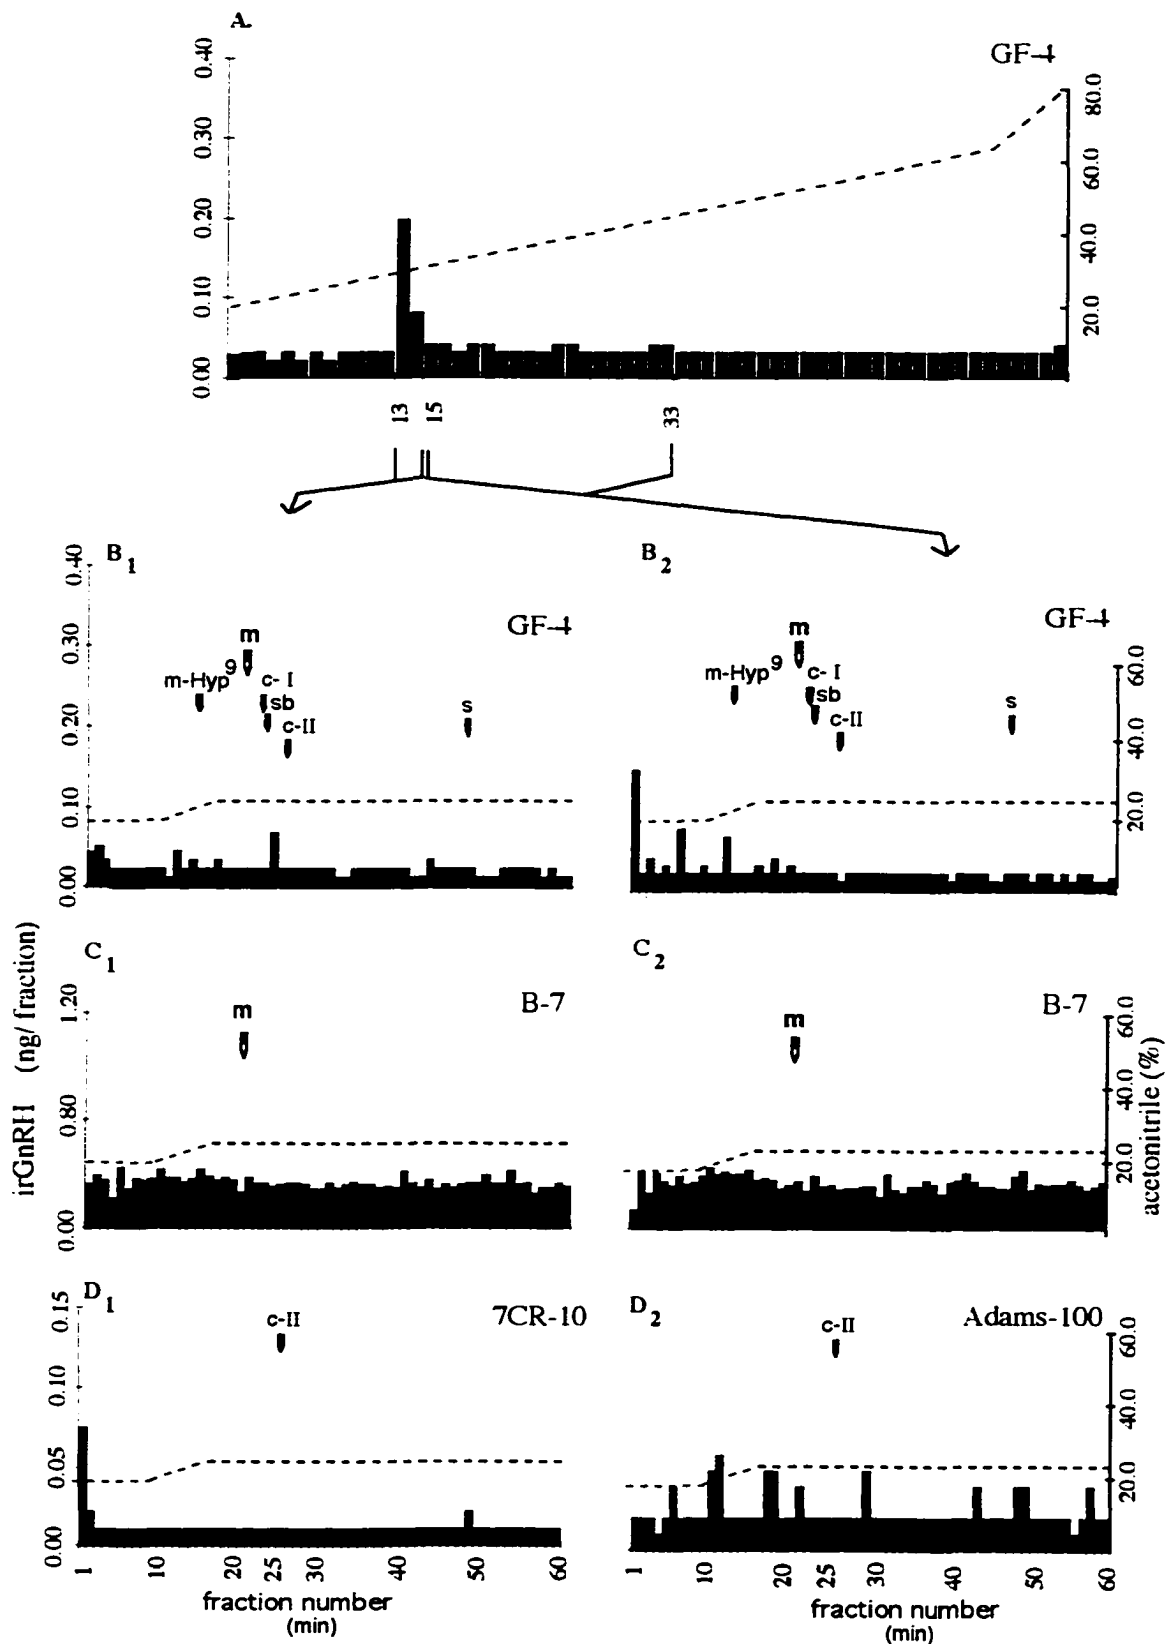 A.
GF-4
0.40
0.30
0.20
0.10
0.00
80.0
60.0
40.0
20.0
13
15
33
B1
GF-4
0.40
0.30
0.20
0.10
0.00
m
m-Hyp9
c-I
sb
c-II
s
B2
GF-4
m
m-Hyp9
c-I
sb
c-II
s
60.0
40.0
20.0
irGnRH (ng/fraction)
C1
B-7
1.20
0.80
0.00
m
C2
B-7
m
60.0
40.0
20.0
acetonitrile (%)
D1
7CR-10
0.15
0.10
0.05
0.00
c-II
1 10 20 25 30 40 50 60
fraction number
(min)
D2
Adams-100
c-II
60.0
40.0
20.0
1 10 20 25 30 40 50 60
fraction number
(min)